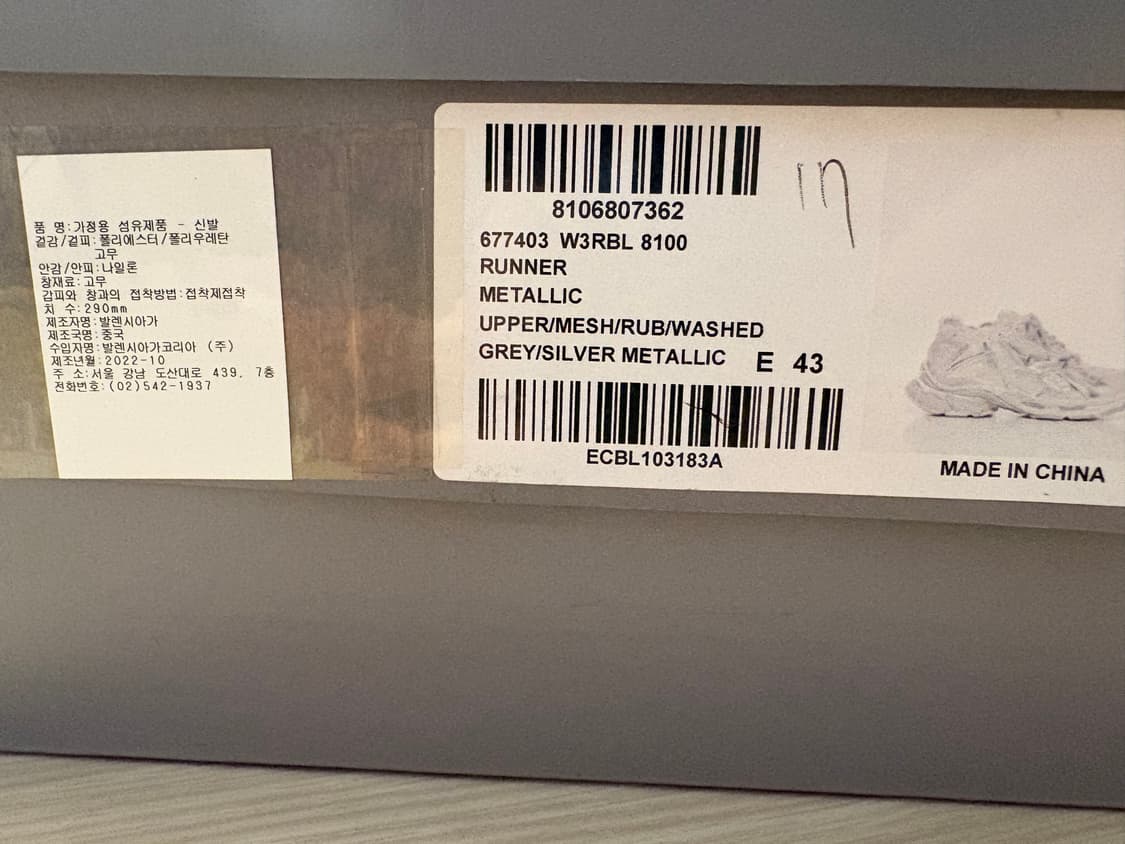 품 명:가정용 섬유제품 - 신발
겉감/겉피:폴리에스터/폴리우레탄
고무
안감/안피:나일론
창재료:고무
갑피와 창과의 접착방법:접착제접착
치 수:290mm
제조자명:발렌시아가
제조국명:중국
수입자명:발렌시아가코리아 (주)
제조년월:2022-10
주 소:서울 강남 도산대로 439, 7층
전화번호:(02)542-1937
8106807362
677403 W3RBL 8100
RUNNER
METALLIC
UPPER/MESH/RUB/WASHED
GREY/SILVER METALLIC E 43
ECBL103183A
MADE IN CHINA